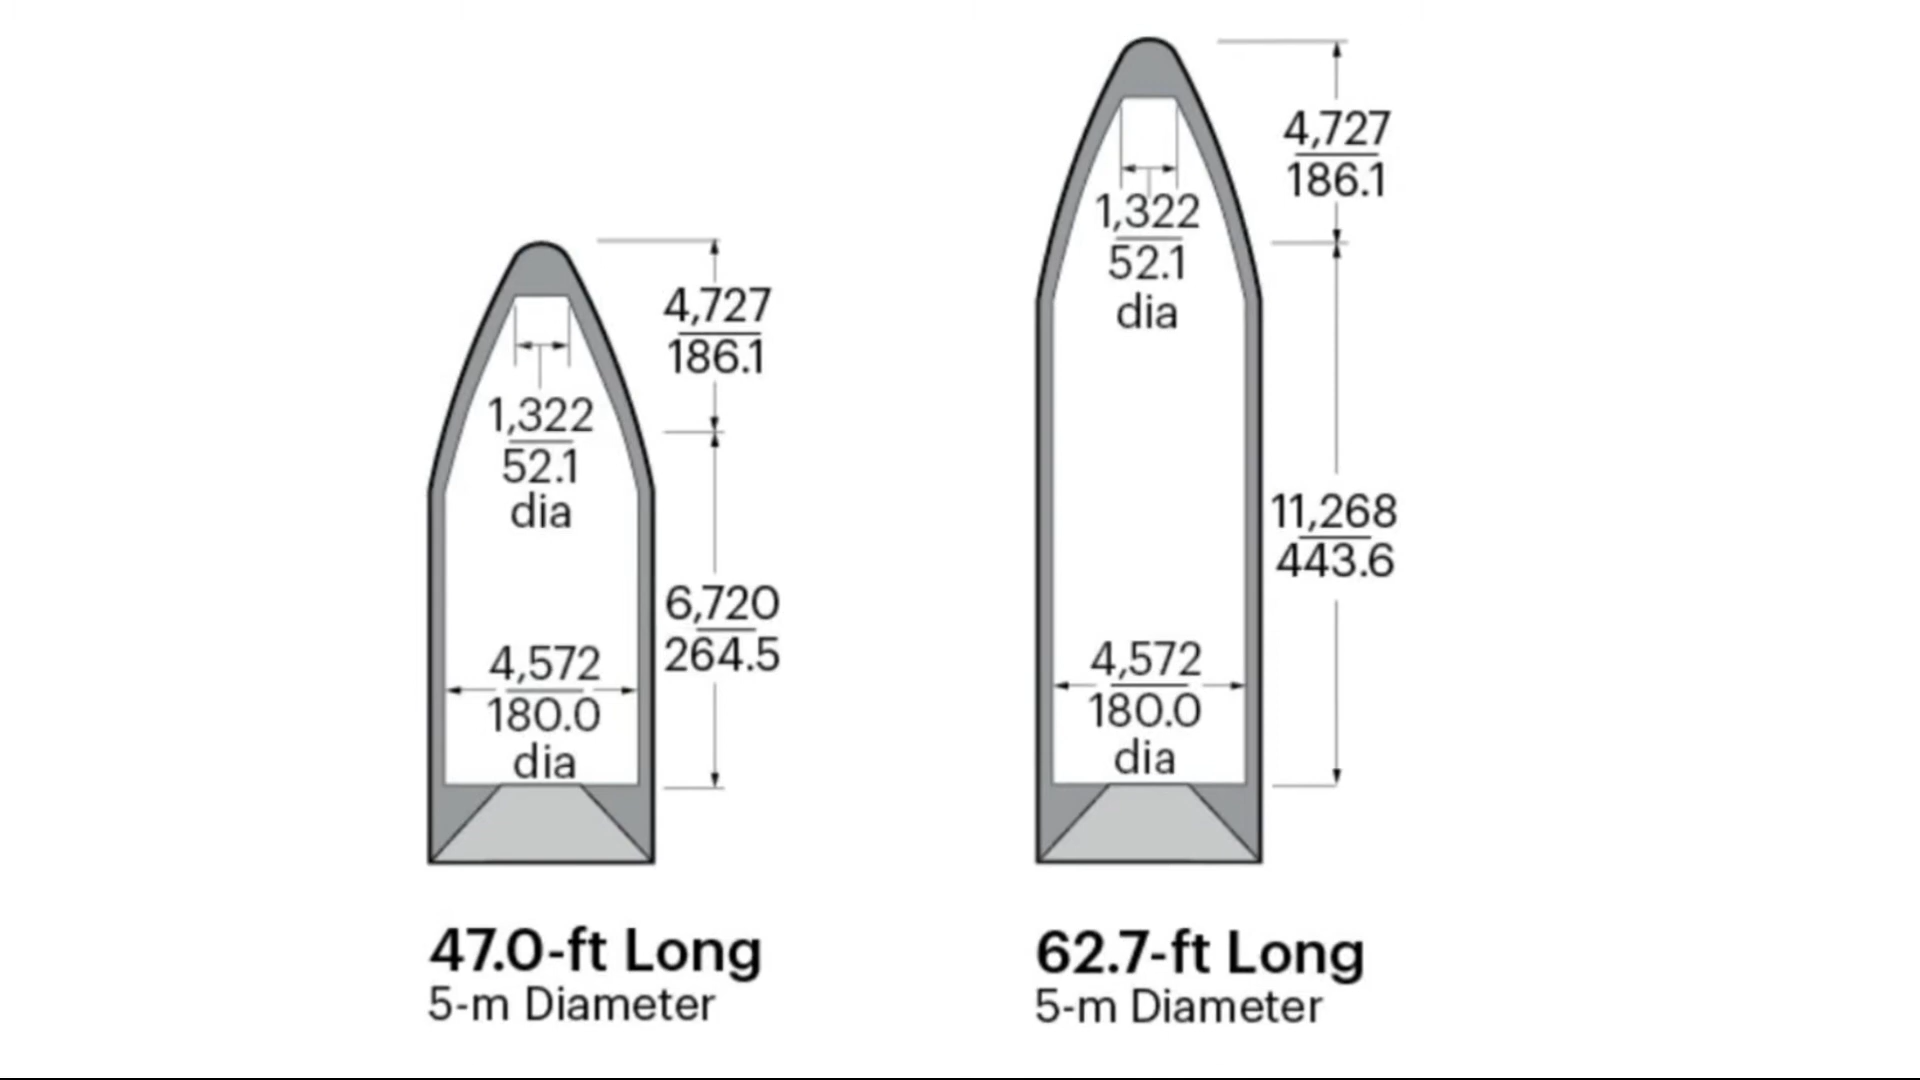 4,727
186.1
1,322
52.1
dia
6,720
264.5
4,572
180.0
dia
47.0-ft Long
5-m Diameter
4,727
186.1
1,322
52.1
dia
11,268
443.6
4,572
180.0
dia
62.7-ft Long
5-m Diameter